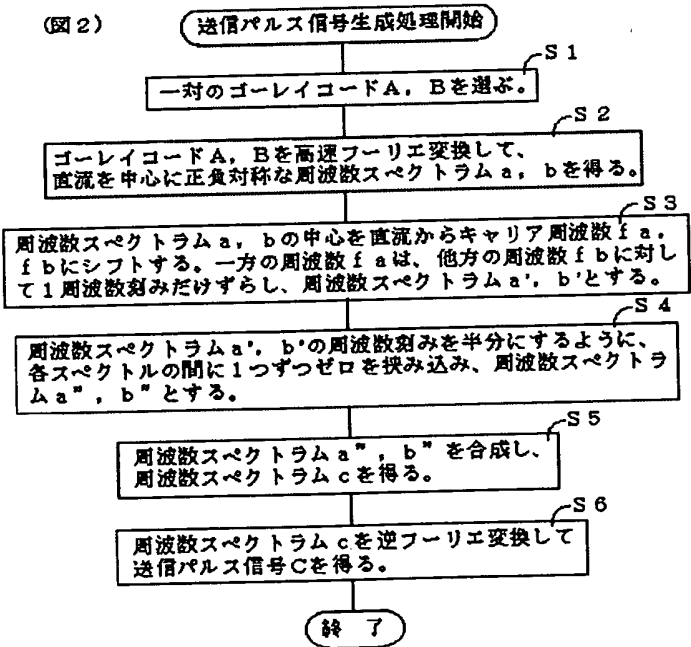 (図2)
送信パルス信号生成処理開始
S1
一対のゴーレイコードA,Bを選ぶ。
S2
ゴーレイコードA,Bを高速フーリエ変換して、
直流を中心に正負対称な周波数スペクトラムa,bを得る。
S3
周波数スペクトラムa,bの中心を直流からキャリア周波数fa,
fbにシフトする。一方の周波数faは、他方の周波数fbに対し
て1周波数刻みだけずらし、周波数スペクトラムa',b'とする。
S4
周波数スペクトラムa',b'の周波数刻みを半分にするように、
各スペクトルの間に1つずつゼロを挟み込み、周波数スペクトラ
ムa",b"とする。
S5
周波数スペクトラムa",b"を合成し、
周波数スペクトラムcを得る。
S6
周波数スペクトラムcを逆フーリエ変換して
送信パルス信号Cを得る。
終 了